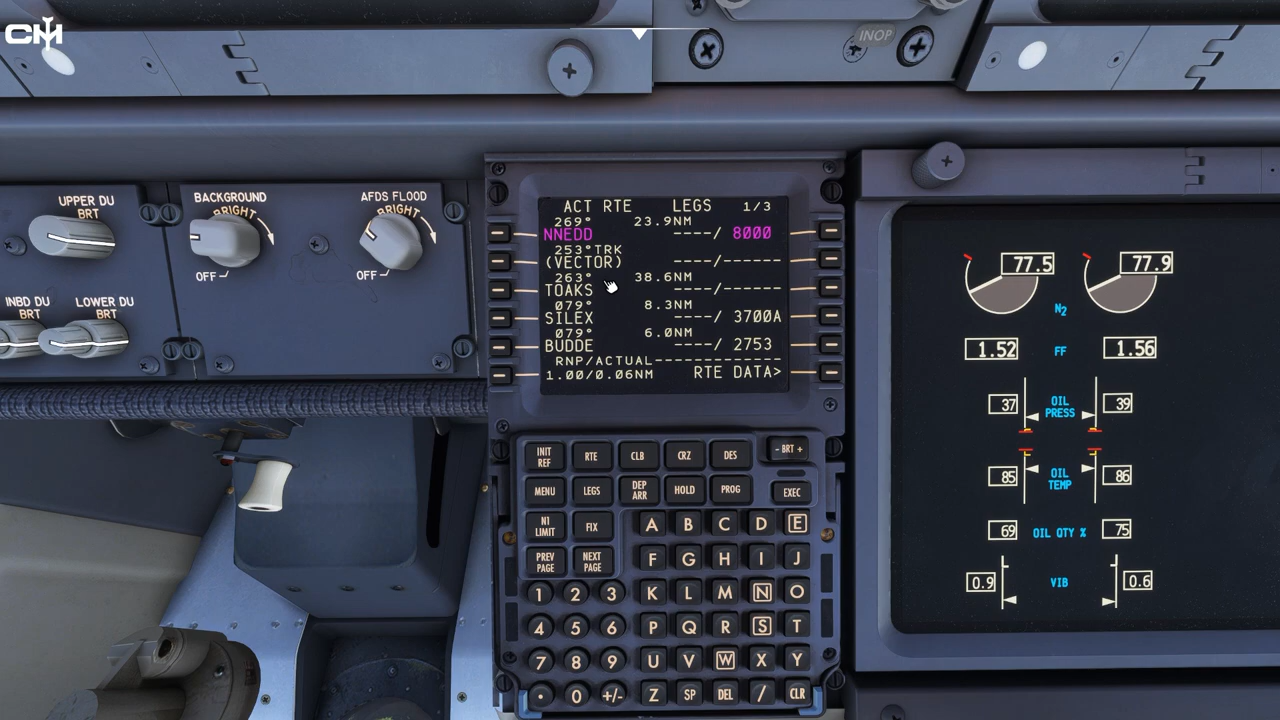 CM
INOP
UPPER DU
BRT
BACKGROUND
BRIGHT
OFF
AFDS FLOOD
BRIGHT
OFF
INBD DU
BRT
LOWER DU
BRT
ACT RTE LEGS 1/3
269° 23.9NM
NNEDD ----/ 8000
253°TRK
(VECTOR) ----/------
263° 38.6NM
TOAKS ----/------
079° 8.3NM
SILEX ----/ 3700A
079° 6.0NM
BUDDE ----/ 2753
RNP/ACTUAL--------------
1.00/0.06NM RTE DATA>
INIT REF
RTE
CLB
CRZ
DES
- BRT +
MENU
LEGS
DEP ARR
HOLD
PROG
EXEC
N1 LIMIT
FIX
A B C D E
PREV PAGE
NEXT PAGE
F G H I J
1 2 3 K L M N O
4 5 6 P Q R S T
7 8 9 U V W X Y
. 0 +/- Z SP DEL / CLR
77.5 77.9
N2
1.52 FF 1.56
37 OIL PRESS 39
85 OIL TEMP 86
69 OIL QTY % 75
0.9 VIB 0.6